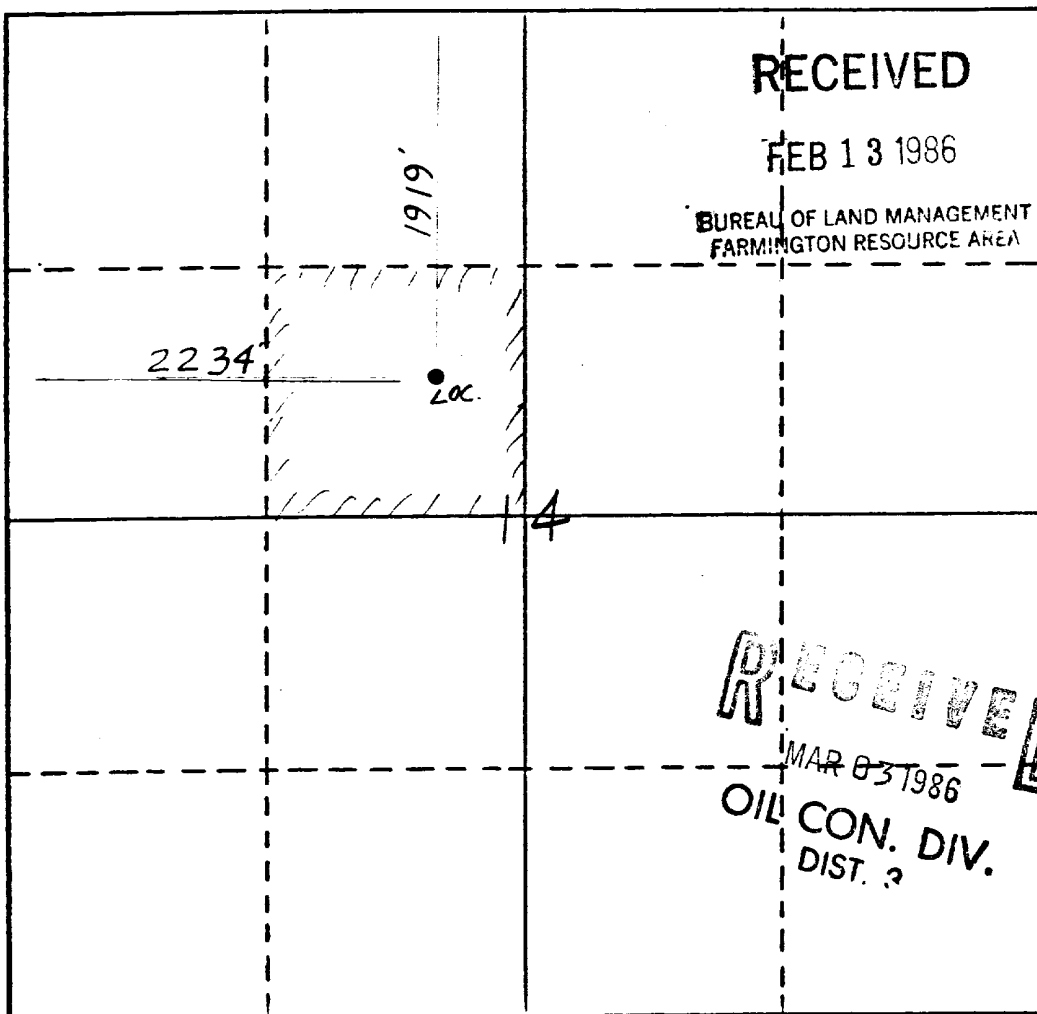 RECEIVED
FEB 13 1986
BUREAU OF LAND MANAGEMENT
FARMINGTON RESOURCE AREA
1919'
2234'
LOC.
14
RECEIVED
MAR 03 1986
OIL CON. DIV.
DIST. 3